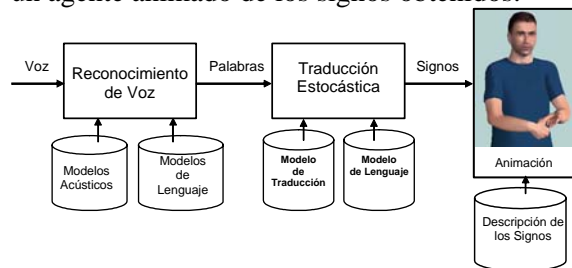 un agente animado de los signos obtenidos.
Voz
Reconocimiento
de Voz
Palabras
Traducción
Estocástica
Signos
Animación
Modelos
Acústicos
Modelos
de
Lenguaje
Modelo
de
Traducción
Modelo
de Lenguaje
Descripción de
los Signos